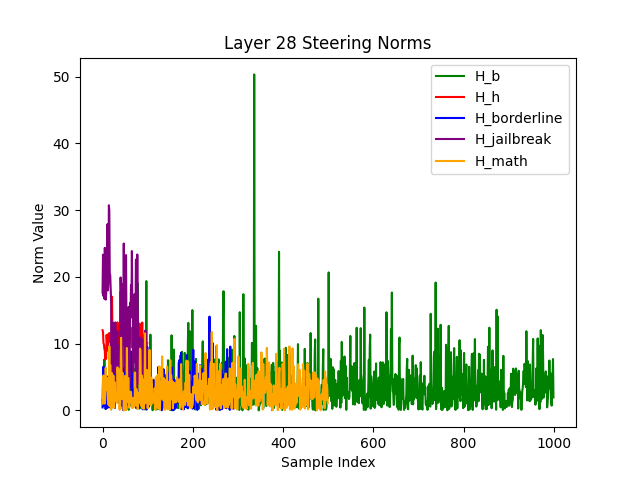 Layer 28 Steering Norms
50
40
30
20
10
0
Norm Value
H_b
H_h
H_borderline
H_jailbreak
H_math
0
200
400
600
800
1000
Sample Index